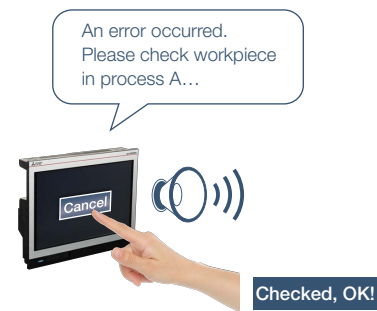 An error occurred.
Please check workpiece
in process A…
Cancel
Checked, OK!